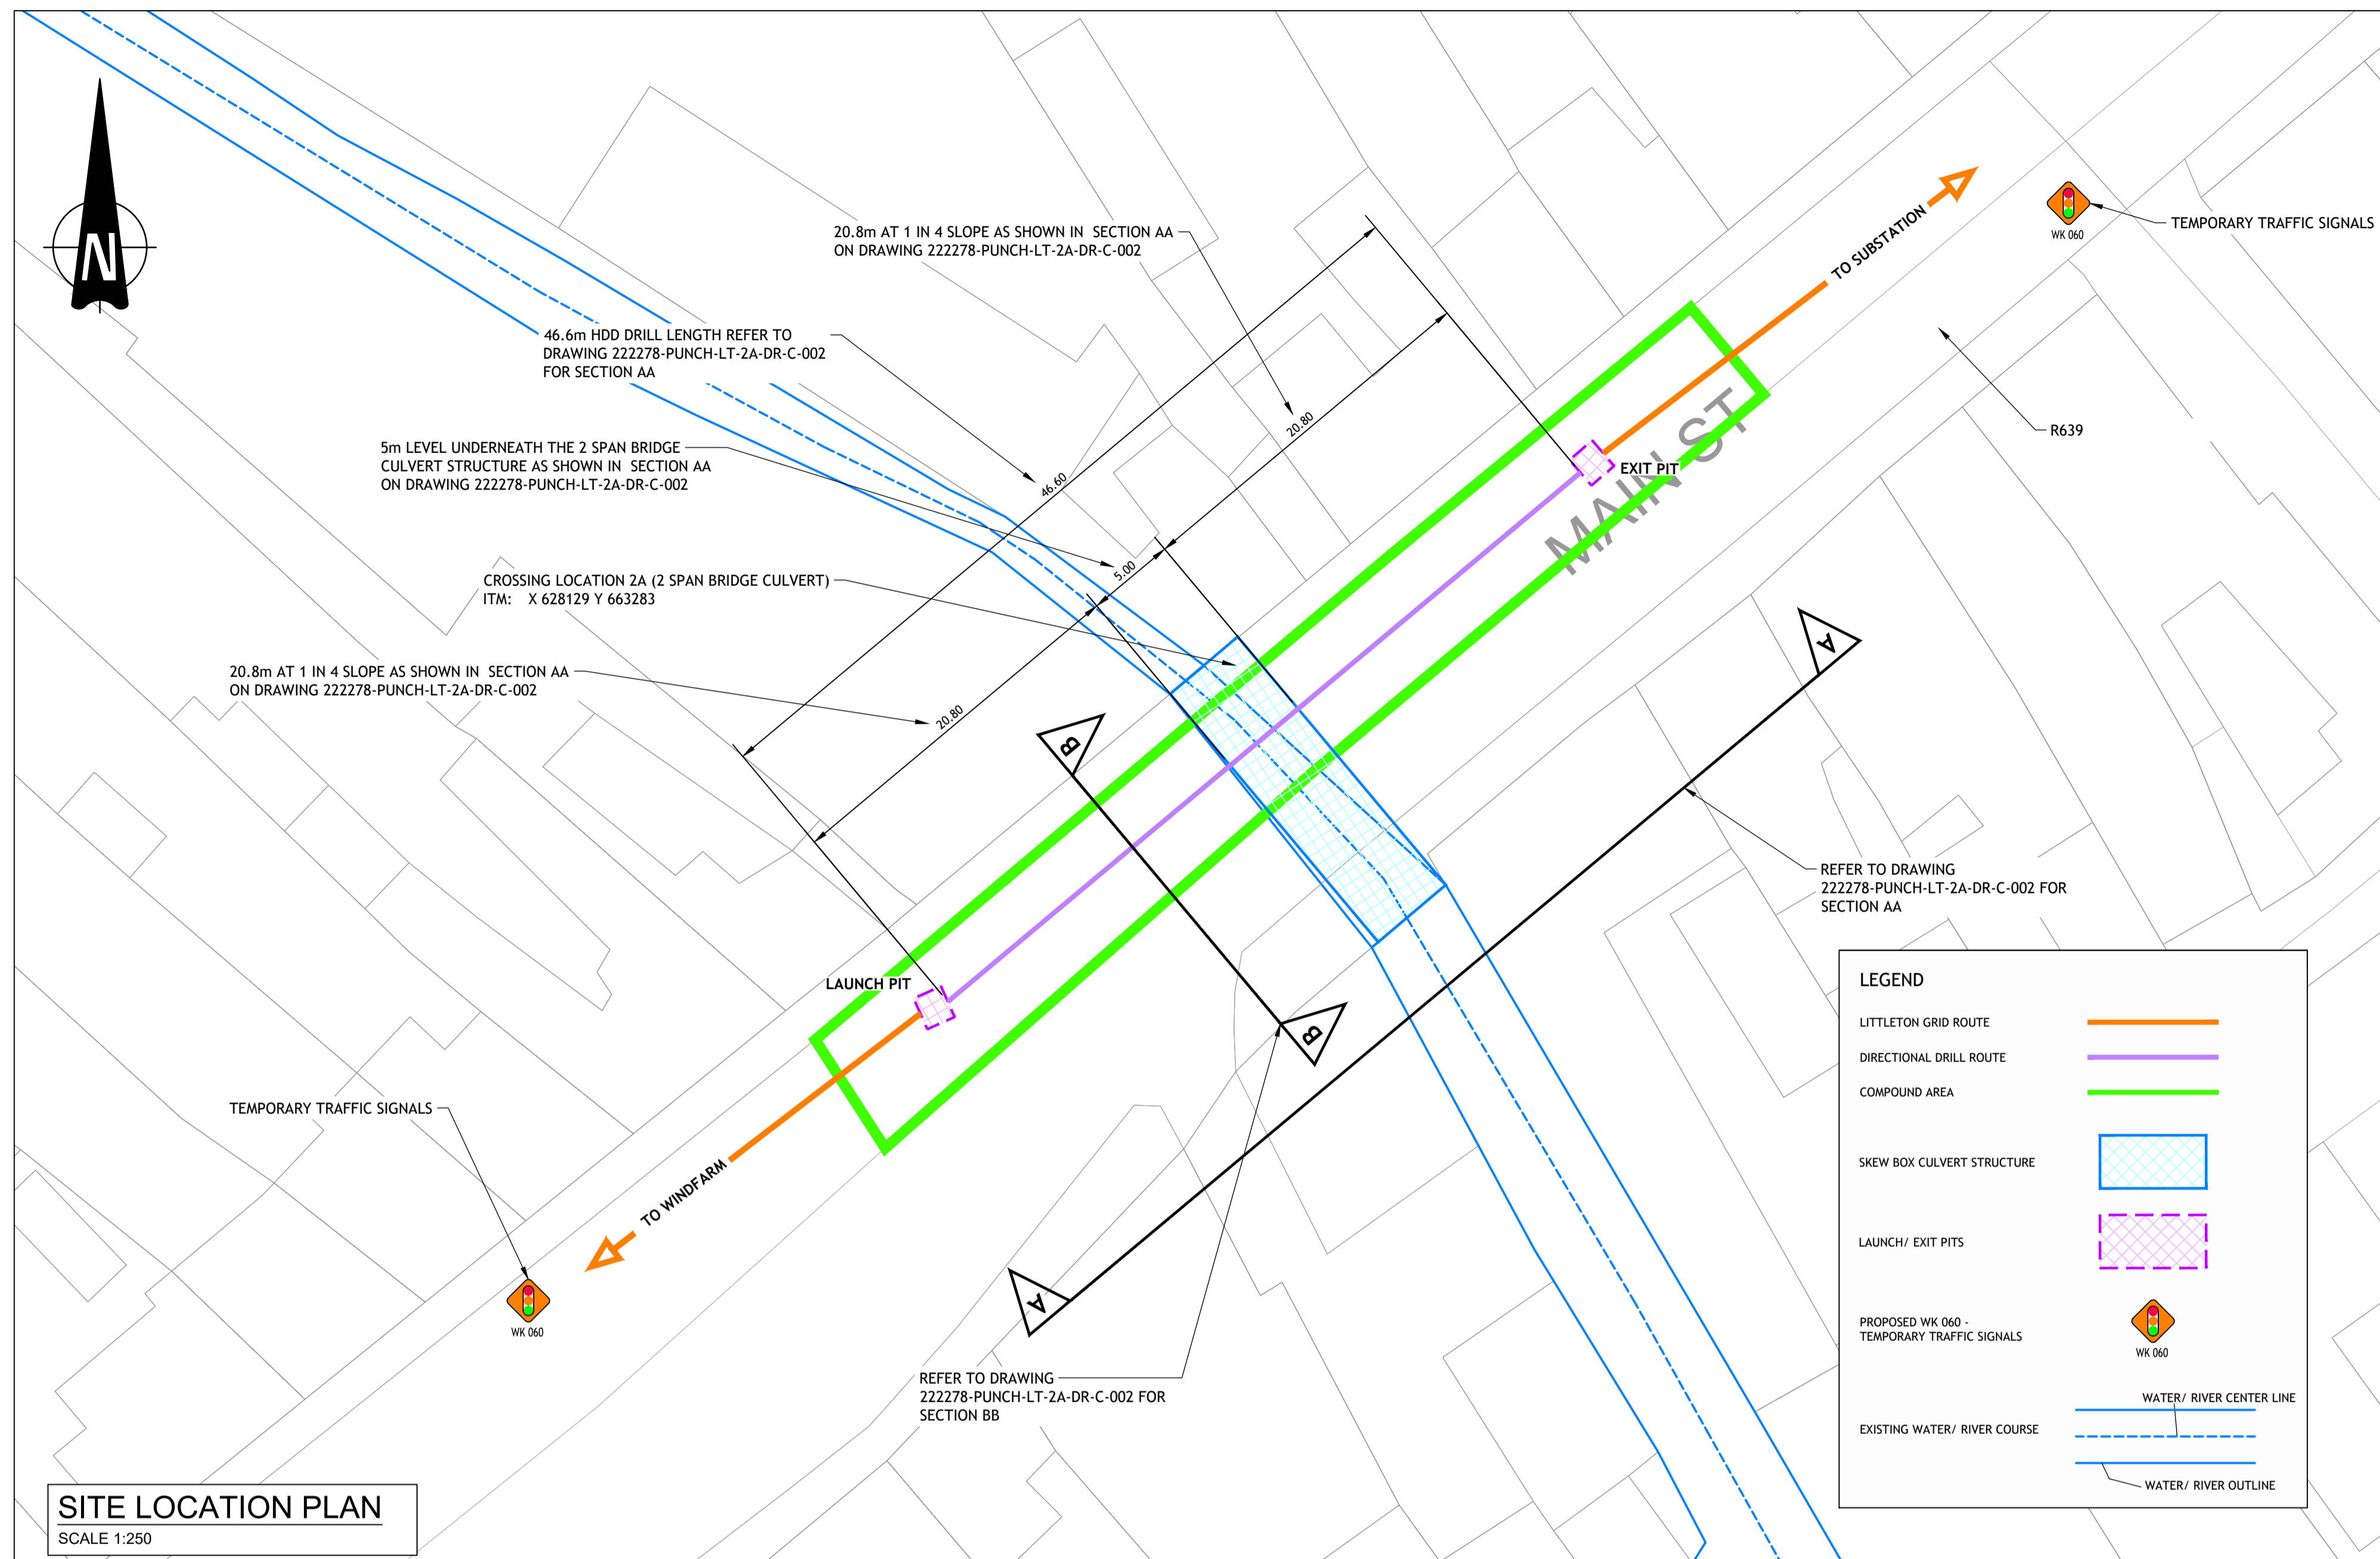 N
20.8m AT 1 IN 4 SLOPE AS SHOWN IN  SECTION AA
ON DRAWING 222278-PUNCH-LT-2A-DR-C-002
TO SUBSTATION
WK 060
TEMPORARY TRAFFIC SIGNALS
46.6m HDD DRILL LENGTH REFER TO
DRAWING 222278-PUNCH-LT-2A-DR-C-002
FOR SECTION AA
20.80
R639
MAIN ST
5m LEVEL UNDERNEATH THE 2 SPAN BRIDGE
CULVERT STRUCTURE AS SHOWN IN  SECTION AA
ON DRAWING 222278-PUNCH-LT-2A-DR-C-002
46.60
EXIT PIT
5.00
CROSSING LOCATION 2A (2 SPAN BRIDGE CULVERT)
ITM:    X 628129 Y 663283
A
20.8m AT 1 IN 4 SLOPE AS SHOWN IN  SECTION AA
ON DRAWING 222278-PUNCH-LT-2A-DR-C-002
20.80
B
REFER TO DRAWING
222278-PUNCH-LT-2A-DR-C-002 FOR
SECTION AA
LAUNCH PIT
B
TEMPORARY TRAFFIC SIGNALS
TO WINDFARM
WK 060
A
REFER TO DRAWING
222278-PUNCH-LT-2A-DR-C-002 FOR
SECTION BB
LEGEND
LITTLETON GRID ROUTE
DIRECTIONAL DRILL ROUTE
COMPOUND AREA
SKEW BOX CULVERT STRUCTURE
LAUNCH/ EXIT PITS
PROPOSED WK 060 -
TEMPORARY TRAFFIC SIGNALS
WK 060
WATER/ RIVER CENTER LINE
EXISTING WATER/ RIVER COURSE
WATER/ RIVER OUTLINE
SITE LOCATION PLAN
SCALE 1:250